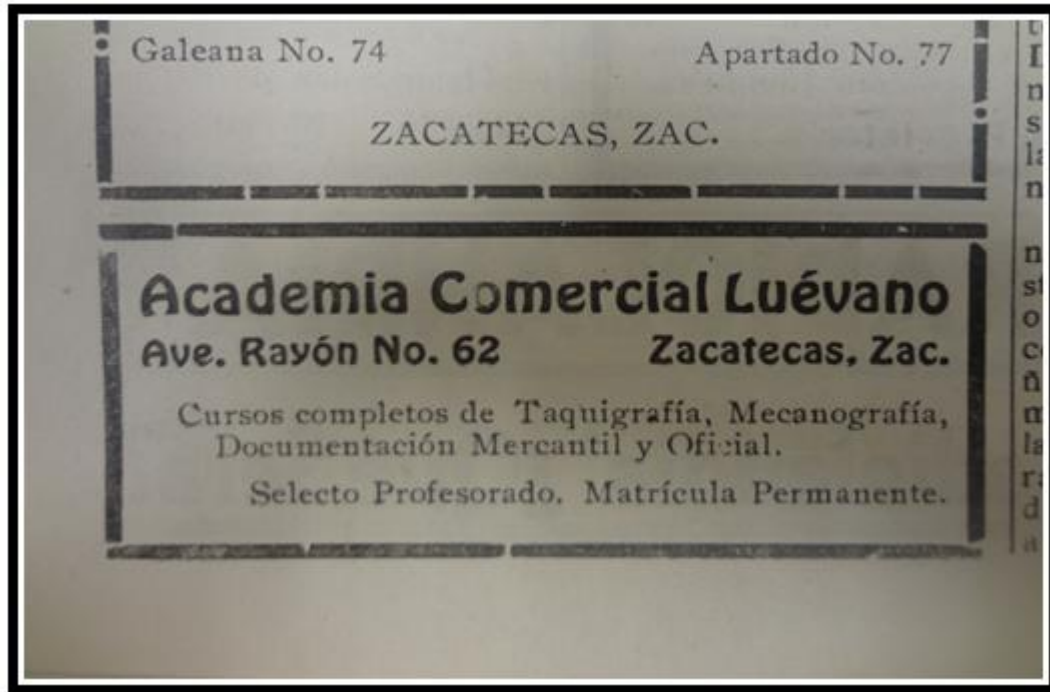 Galeana No. 74 Apartado No. 77
ZACATECAS, ZAC.
Academia Comercial Luévano
Ave. Rayón No. 62 Zacatecas, Zac.
Cursos completos de Taquigrafía, Mecanografía,
Documentación Mercantil y Oficial.
Selecto Profesorado. Matrícula Permanente.